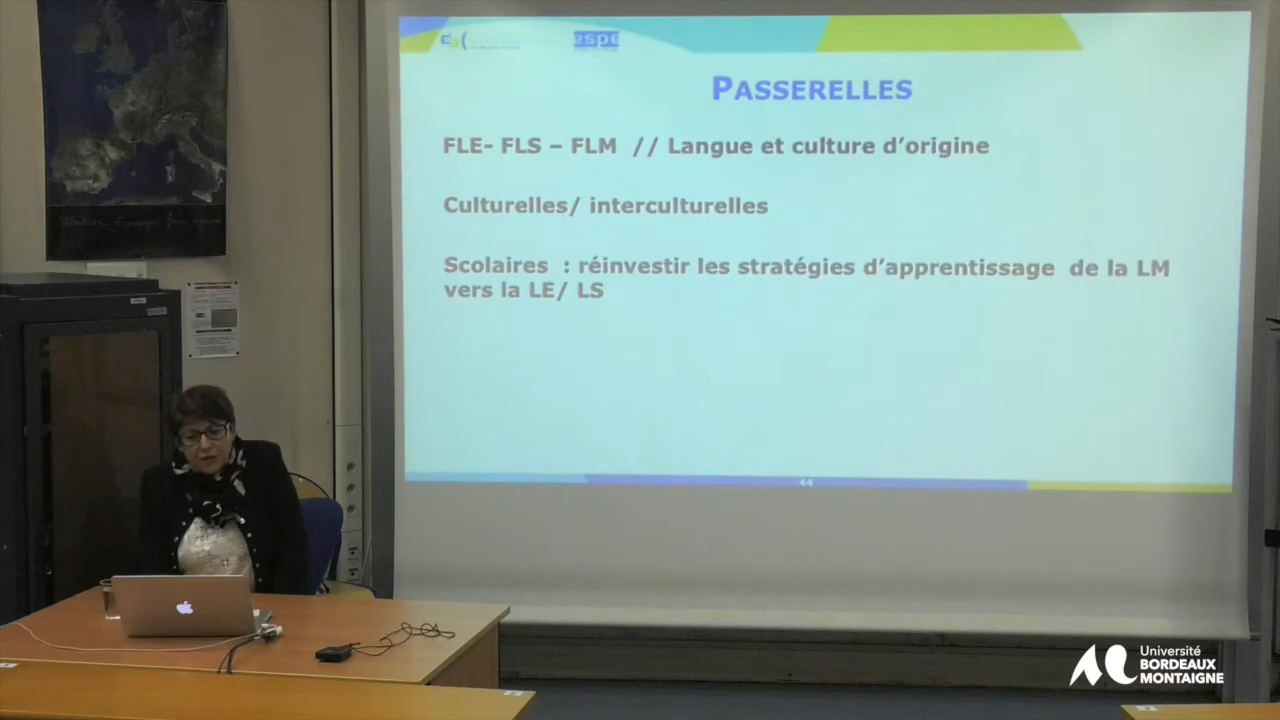 espe
PASSERELLES
FLE- FLS – FLM // Langue et culture d'origine
Culturelles/ interculturelles
Scolaires : réinvestir les stratégies d'apprentissage de la LM
vers la LE/ LS
44
Université
BORDEAUX
MONTAIGNE